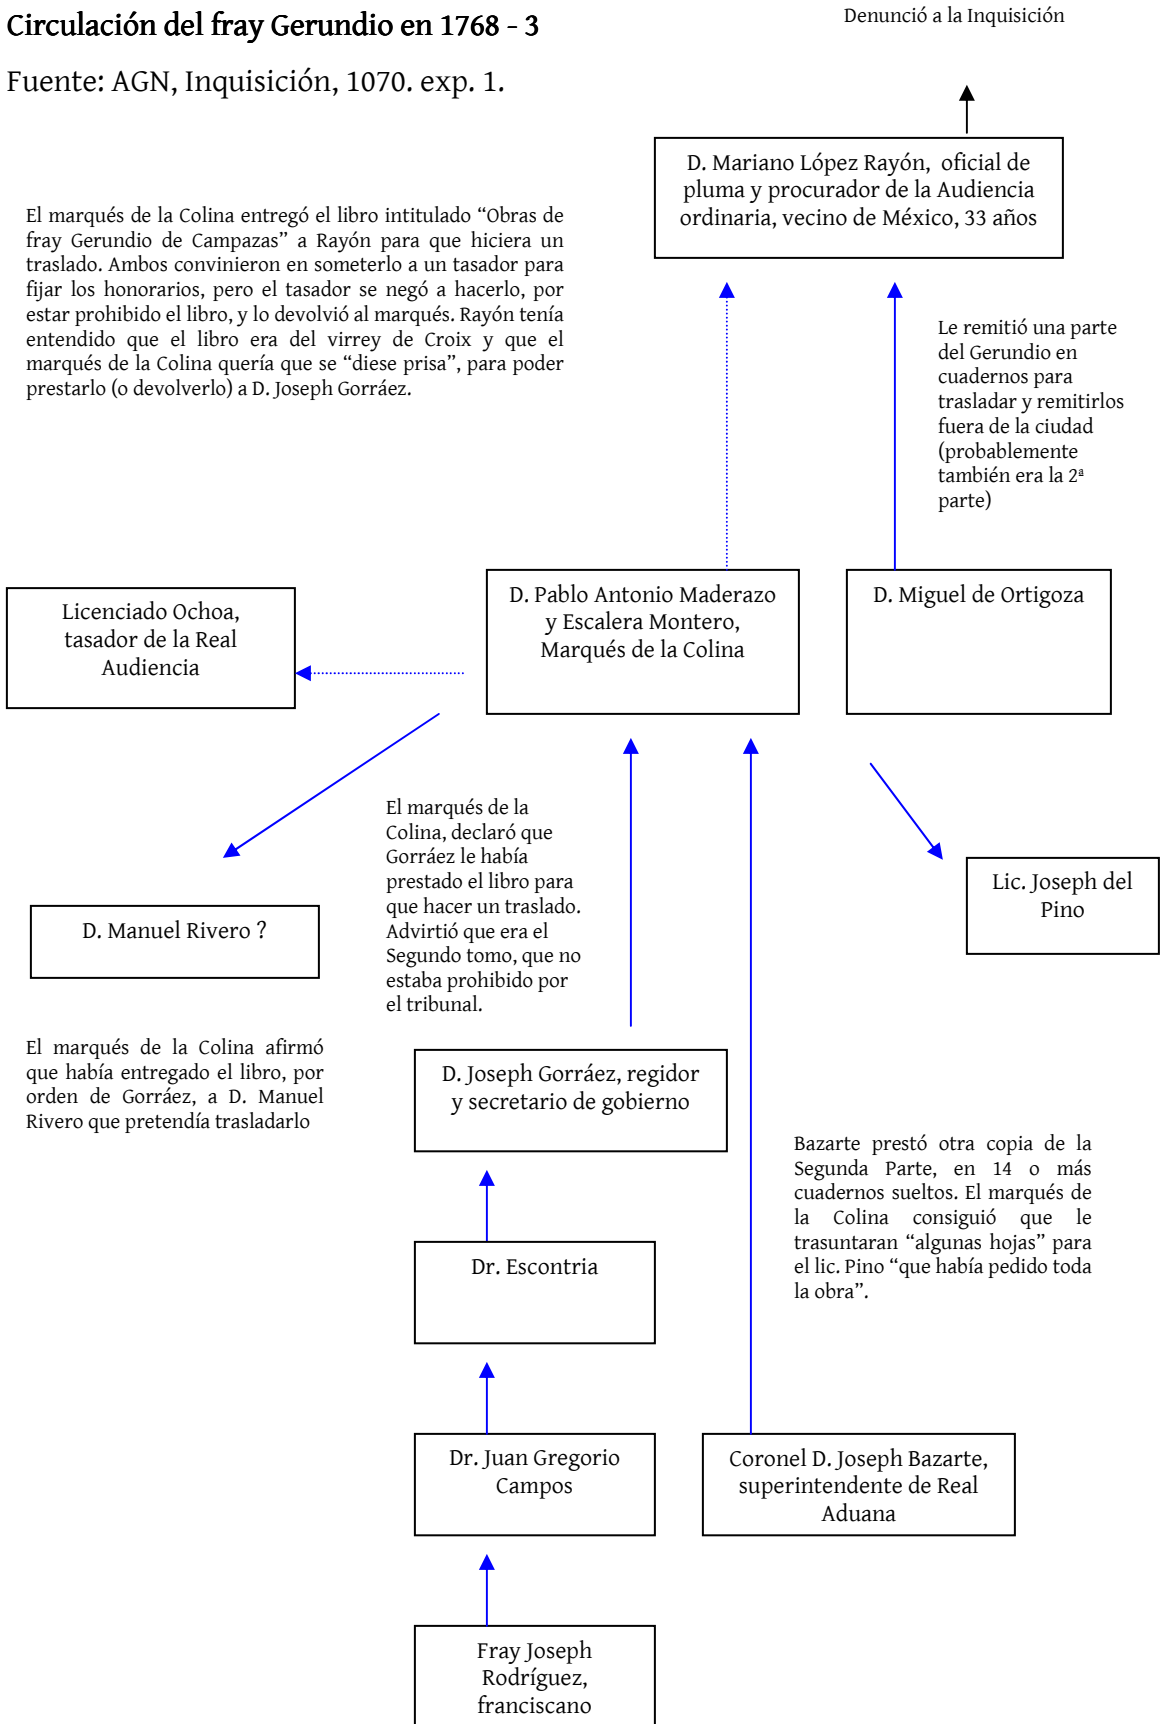 Circulación del fray Gerundio en 1768 - 3
Denunció a la Inquisición
Fuente: AGN, Inquisición, 1070. exp. 1.
D. Mariano López Rayón, oficial de
pluma y procurador de la Audiencia
ordinaria, vecino de México, 33 años
El marqués de la Colina entregó el libro intitulado “Obras de
fray Gerundio de Campazas” a Rayón para que hiciera un
traslado. Ambos convinieron en someterlo a un tasador para
fijar los honorarios, pero el tasador se negó a hacerlo, por
estar prohibido el libro, y lo devolvió al marqués. Rayón tenía
entendido que el libro era del virrey de Croix y que el
marqués de la Colina quería que se “diese prisa”, para poder
prestarlo (o devolverlo) a D. Joseph Gorráez.
Le remitió una parte
del Gerundio en
cuadernos para
trasladar y remitirlos
fuera de la ciudad
(probablemente
también era la 2ª
parte)
Licenciado Ochoa,
tasador de la Real
Audiencia
D. Pablo Antonio Maderazo
y Escalera Montero,
Marqués de la Colina
D. Miguel de Ortigoza
El marqués de la
Colina, declaró que
Gorráez le había
prestado el libro para
que hacer un traslado.
Advirtió que era el
Segundo tomo, que no
estaba prohibido por
el tribunal.
Lic. Joseph del
Pino
D. Manuel Rivero ?
El marqués de la Colina afirmó
que había entregado el libro, por
orden de Gorráez, a D. Manuel
Rivero que pretendía trasladarlo
D. Joseph Gorráez, regidor
y secretario de gobierno
Bazarte prestó otra copia de la
Segunda Parte, en 14 o más
cuadernos sueltos. El marqués de
la Colina consiguió que le
trasuntaran “algunas hojas” para
el lic. Pino “que había pedido toda
la obra”.
Dr. Escontria
Dr. Juan Gregorio
Campos
Coronel D. Joseph Bazarte,
superintendente de Real
Aduana
Fray Joseph
Rodríguez,
franciscano